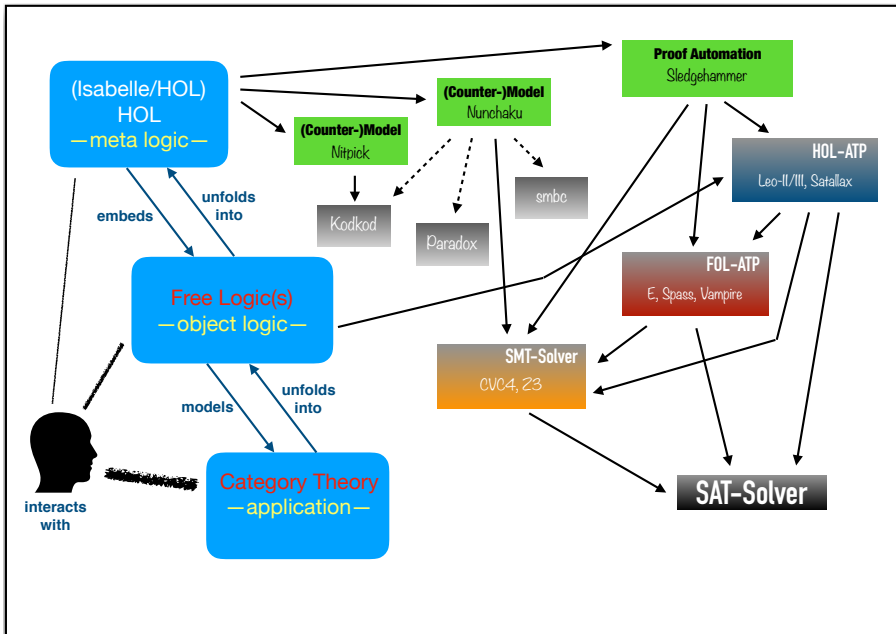 (Isabelle/HOL)
HOL
—meta logic—
Proof Automation
Sledgehammer
(Counter-)Model
Nunchaku
(Counter-)Model
Nitpick
HOL-ATP
Leo-II/III, Satallax
unfolds
into
embeds
Kodkod
Paradox
smbc
FOL-ATP
E, Spass, Vampire
Free Logic(s)
—object logic—
SMT-Solver
CVC4, Z3
unfolds
into
models
Category Theory
—application—
SAT-Solver
interacts
with